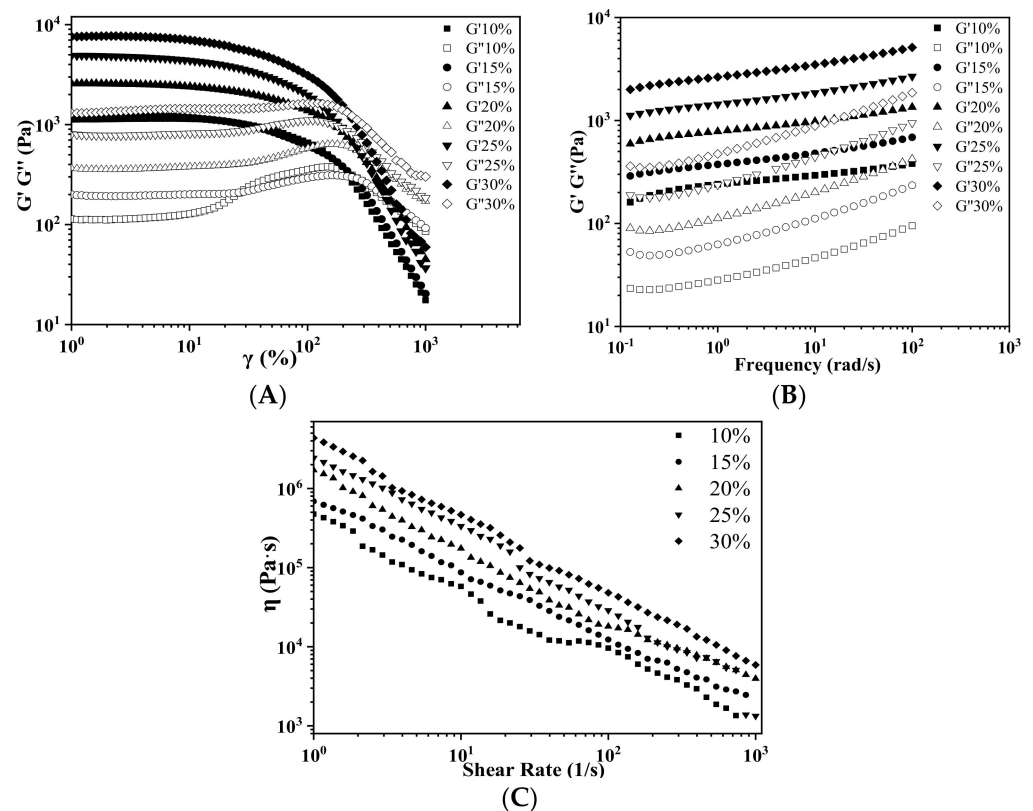 10⁴
10³
10²
10¹
G' G'' (Pa)
10⁰
10¹
10²
10³
γ (%)
G'10%
G''10%
G'15%
G''15%
G'20%
G''20%
G'25%
G''25%
G'30%
G''30%
(A)
10⁴
10³
10²
10¹
G' G''(Pa)
10⁻¹
10⁰
10¹
10²
10³
Frequency (rad/s)
G'10%
G''10%
G'15%
G''15%
G'20%
G''20%
G'25%
G''25%
G'30%
G''30%
(B)
10⁶
10⁵
10⁴
10³
η (Pa·s)
10⁰
10¹
10²
10³
Shear Rate (1/s)
10%
15%
20%
25%
30%
(C)